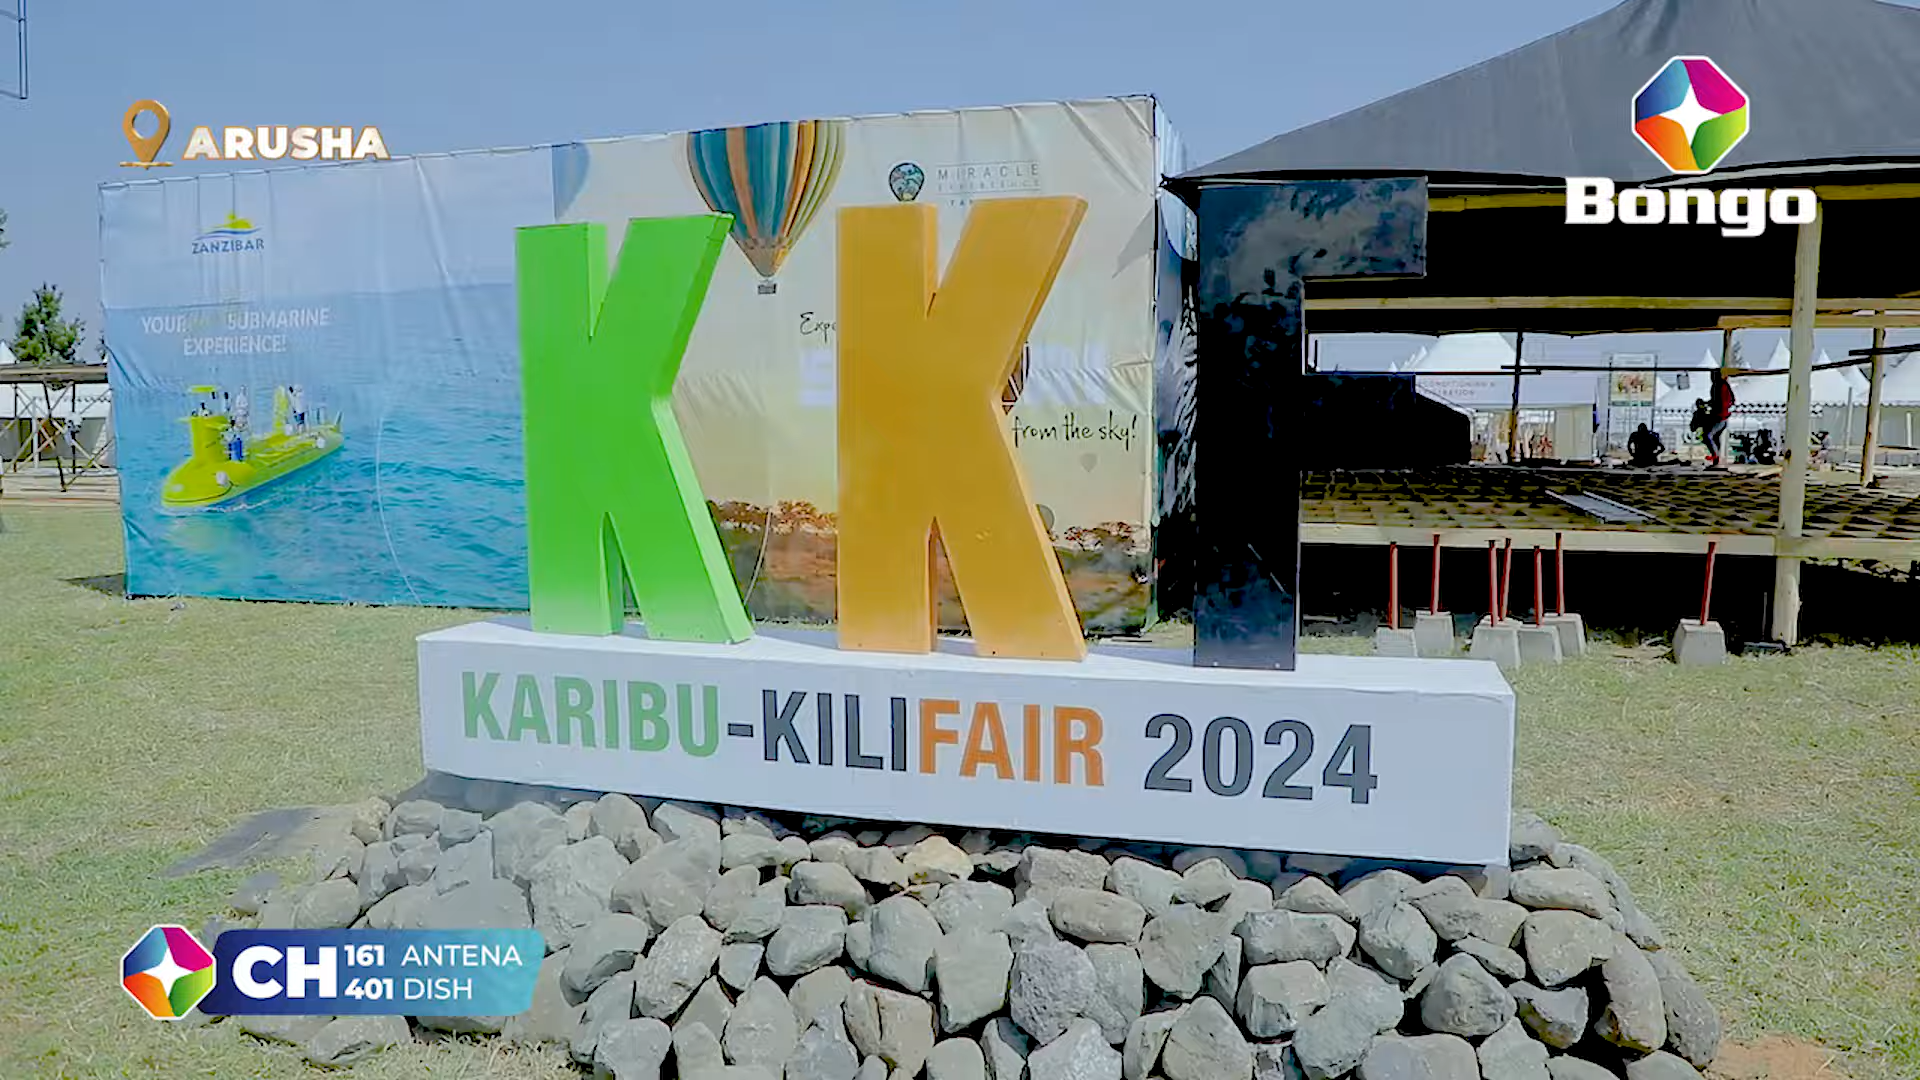 ARUSHA
Bongo
ZANZIBAR
YOUR SUBMARINE
EXPERIENCE!
MIRACLE
EXPERIENCE
from the sky!
KKF
KARIBU-KILIFAIR 2024
CH 161 ANTENA
401 DISH